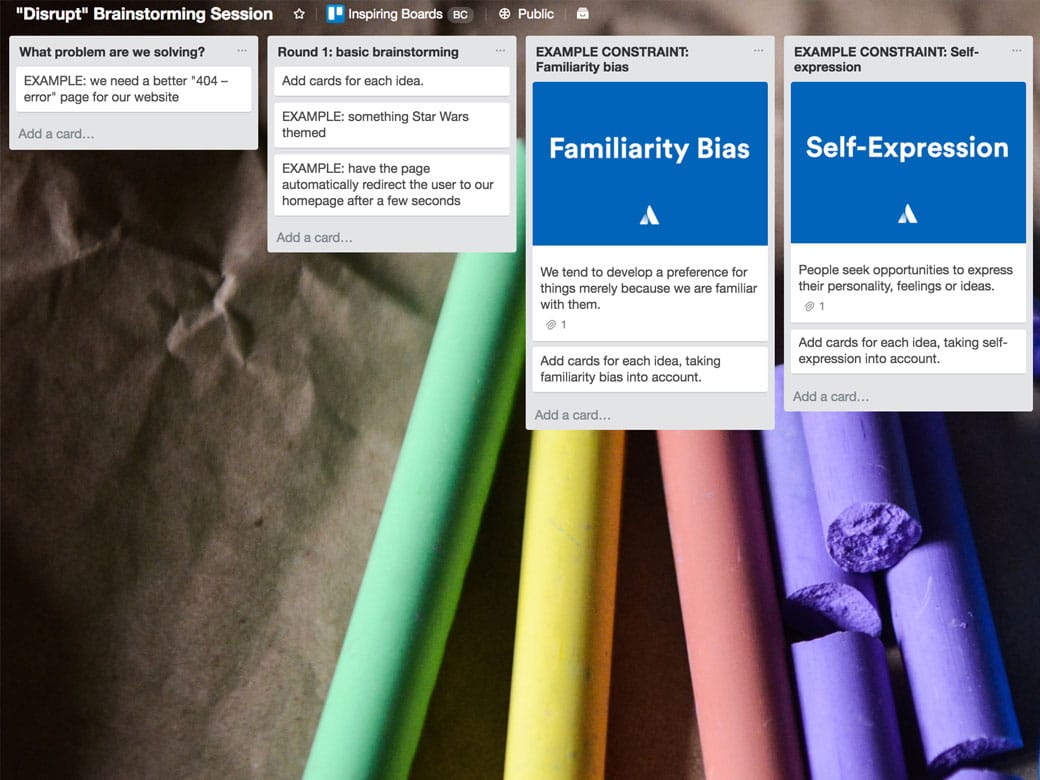 "Disrupt" Brainstorming Session
Inspiring Boards BC
Public
What problem are we solving?
EXAMPLE: we need a better "404 –
error" page for our website
Add a card…
Round 1: basic brainstorming
Add cards for each idea.
EXAMPLE: something Star Wars
themed
EXAMPLE: have the page
automatically redirect the user to our
homepage after a few seconds
Add a card…
EXAMPLE CONSTRAINT:
Familiarity bias
Familiarity Bias
We tend to develop a preference for
things merely because we are familiar
with them.
1
Add cards for each idea, taking
familiarity bias into account.
Add a card…
EXAMPLE CONSTRAINT: Self-
expression
Self-Expression
People seek opportunities to express
their personality, feelings or ideas.
1
Add cards for each idea, taking self-
expression into account.
Add a card…